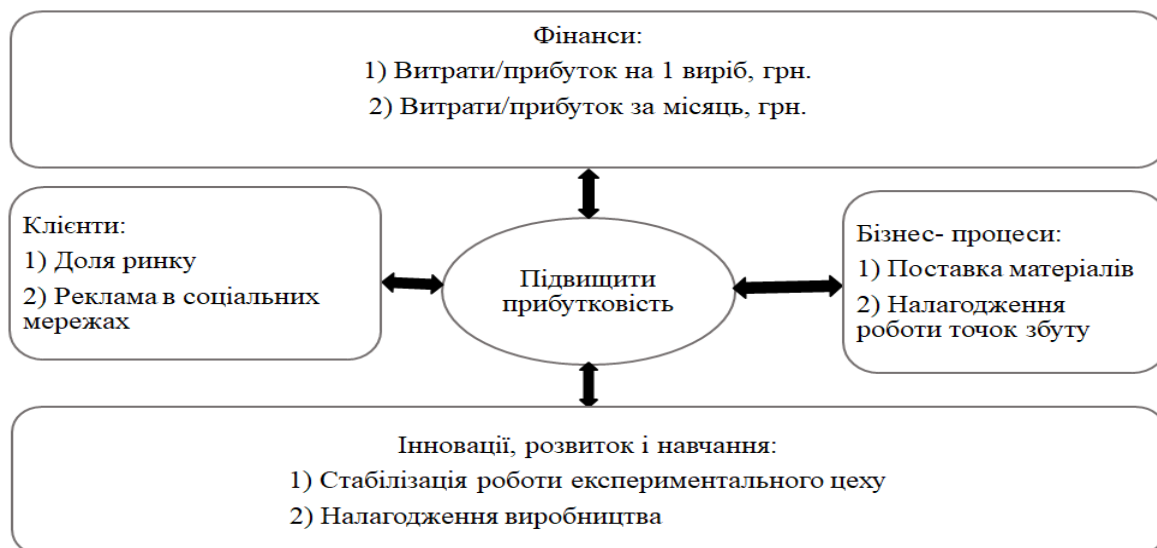 Фінанси:
1) Витрати/прибуток на 1 виріб, грн.
2) Витрати/прибуток за місяць, грн.
Клієнти:
1) Доля ринку
2) Реклама в соціальних
мережах
Підвищити
прибутковість
Бізнес- процеси:
1) Поставка матеріалів
2) Налагодження
роботи точок збуту
Інновації, розвиток і навчання:
1) Стабілізація роботи експериментального цеху
2) Налагодження виробництва